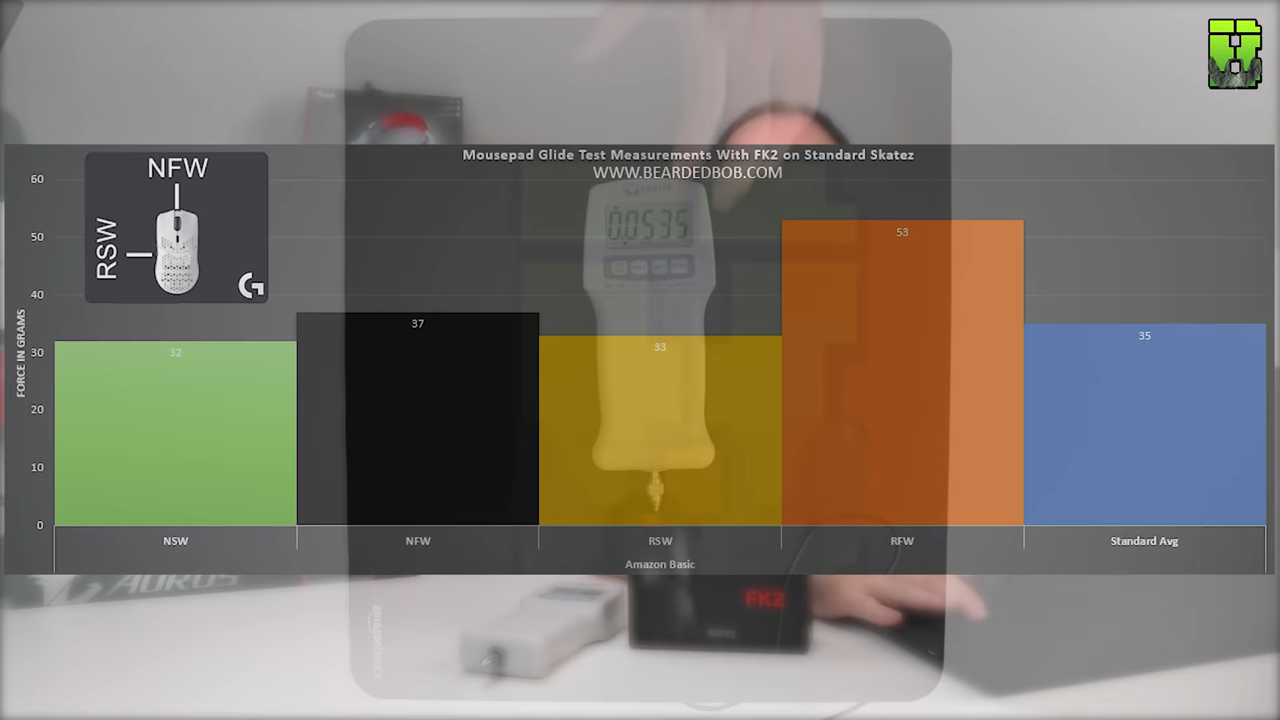 Mousepad Glide Test Measurements With FK2 on Standard Skatez
WWW.BEARDEDBOB.COM
NFW
RSW
G
FORCE IN GRAMS
60
50
40
30
20
10
0
0.0535
32
37
33
53
35
NSW
NFW
RSW
RFW
Standard Avg
Amazon Basic
AORUS
FK2
amazonbasics